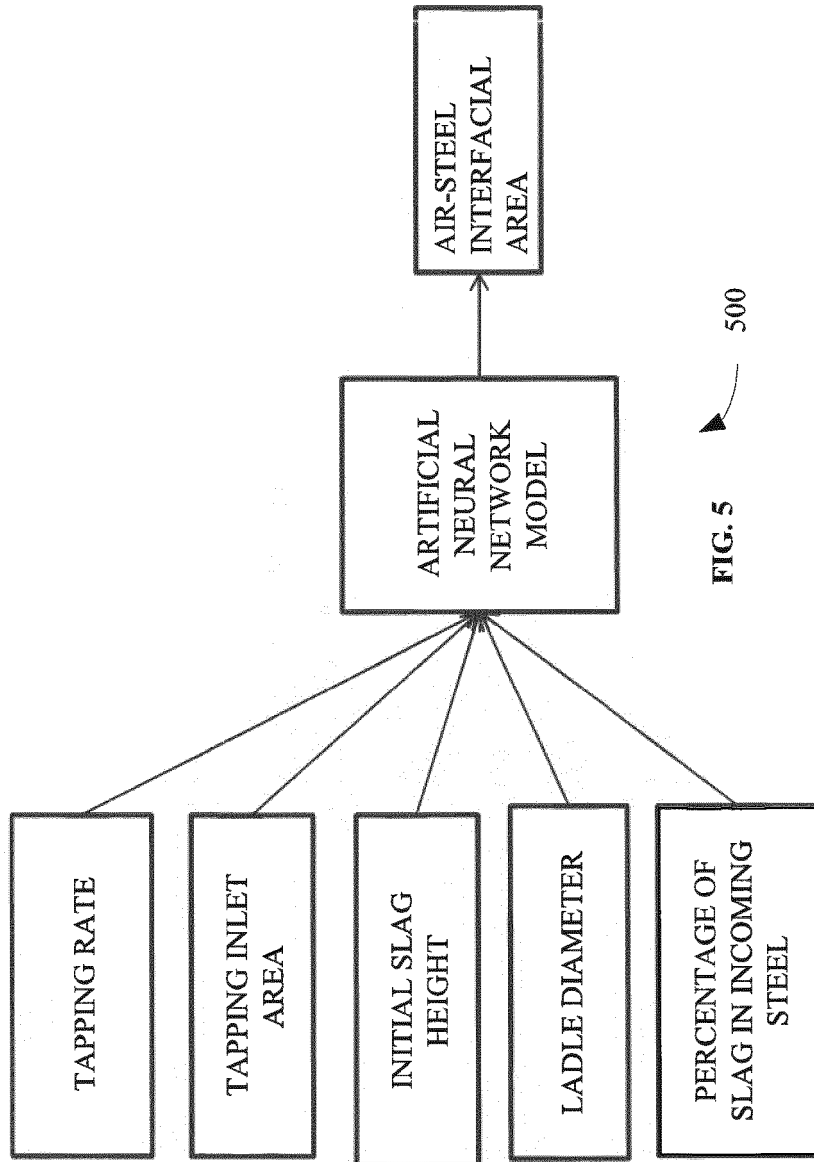 TAPPING RATE
TAPPING INLET
AREA
INITIAL SLAG
HEIGHT
LADLE DIAMETER
PERCENTAGE OF
SLAG IN INCOMING
STEEL
ARTIFICIAL
NEURAL
NETWORK
MODEL
AIR-STEEL
INTERFACIAL
AREA
500
FIG. 5